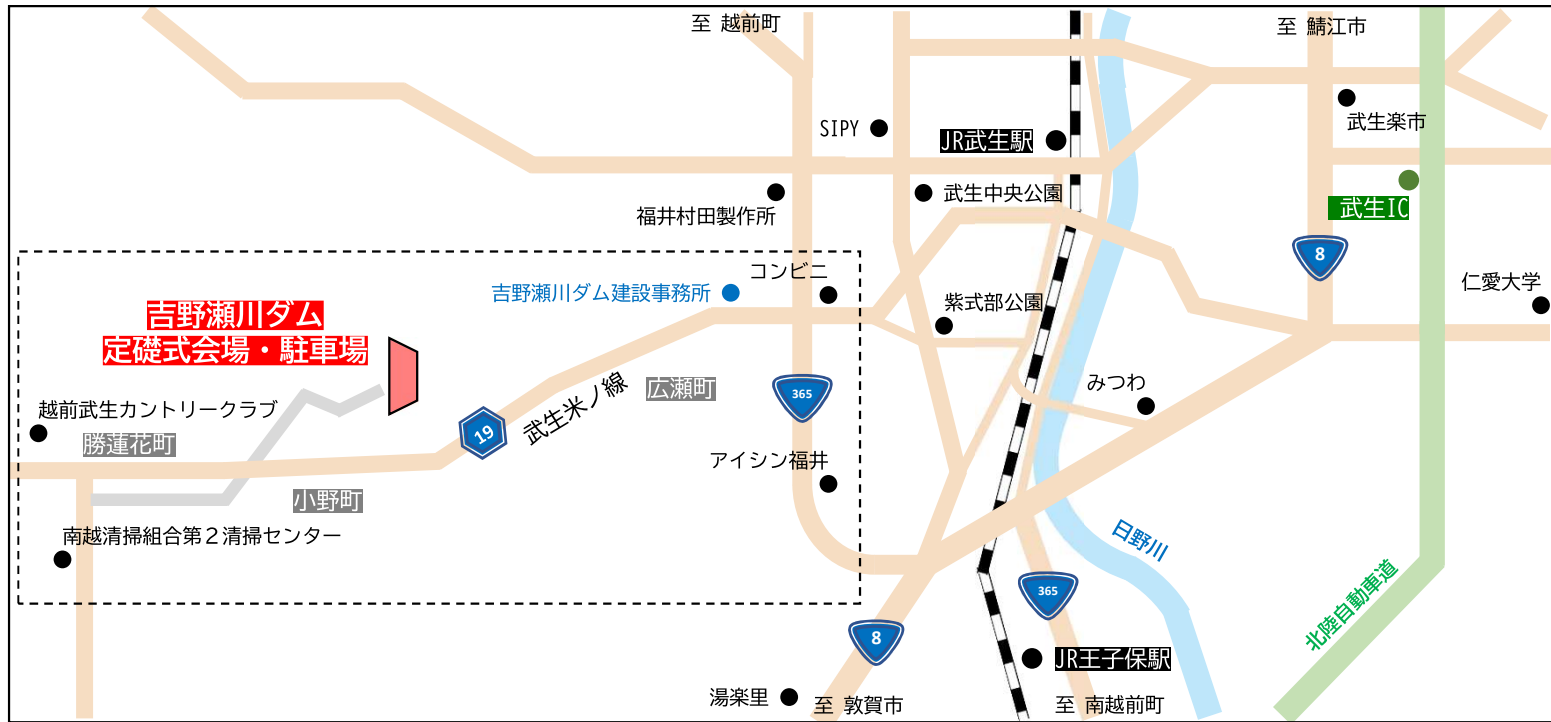 至 越前町
至 鯖江市
武生楽市
SIPY
JR武生駅
武生中央公園
福井村田製作所
武生IC
8
コンビニ
仁愛大学
吉野瀬川ダム建設事務所
紫式部公園
吉野瀬川ダム
定礎式会場・駐車場
みつわ
広瀬町
365
越前武生カントリークラブ
武生米ノ線
19
勝蓮花町
アイシン福井
小野町
南越清掃組合第２清掃センター
日野川
365
北陸自動車道
8
JR王子保駅
湯楽里
至 敦賀市
至 南越前町